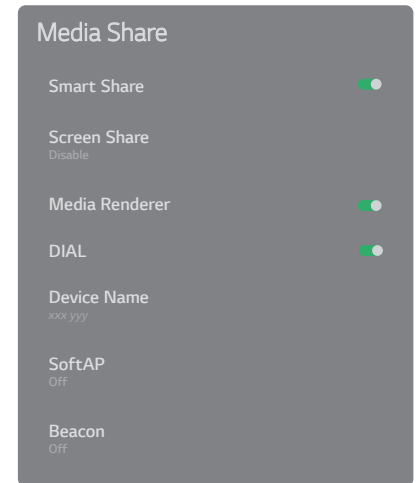 Media Share
Smart Share
Screen Share
Disable
Media Renderer
DIAL
Device Name
xxx yyy
SoftAP
Off
Beacon
Off